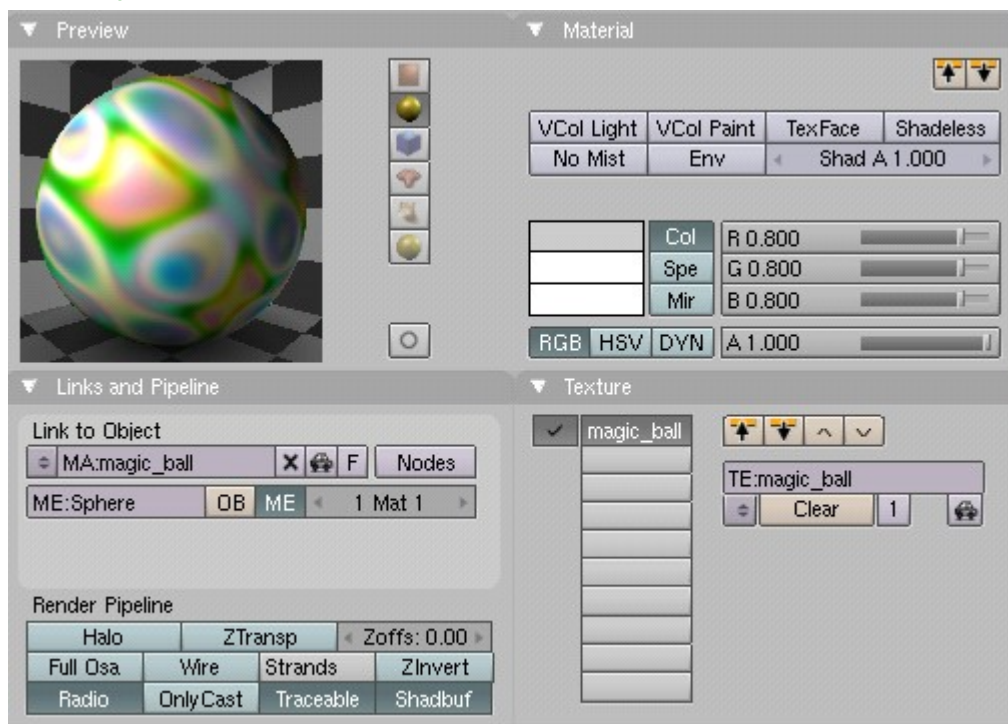 Preview
Material
VCol Light VCol Paint TexFace Shadeless
No Mist Env Shad A 1.000
Col R 0.800
Spe G 0.800
Mir B 0.800
RGB HSV DYN A 1.000
Links and Pipeline
Link to Object
MA:magic_ball F Nodes
ME:Sphere OB ME 1 Mat 1
Render Pipeline
Halo ZTransp Zoffs: 0.00
Full Osa Wire Strands ZInvert
Radio OnlyCast Traceable Shadbuf
Texture
magic_ball
TE:magic_ball
Clear 1